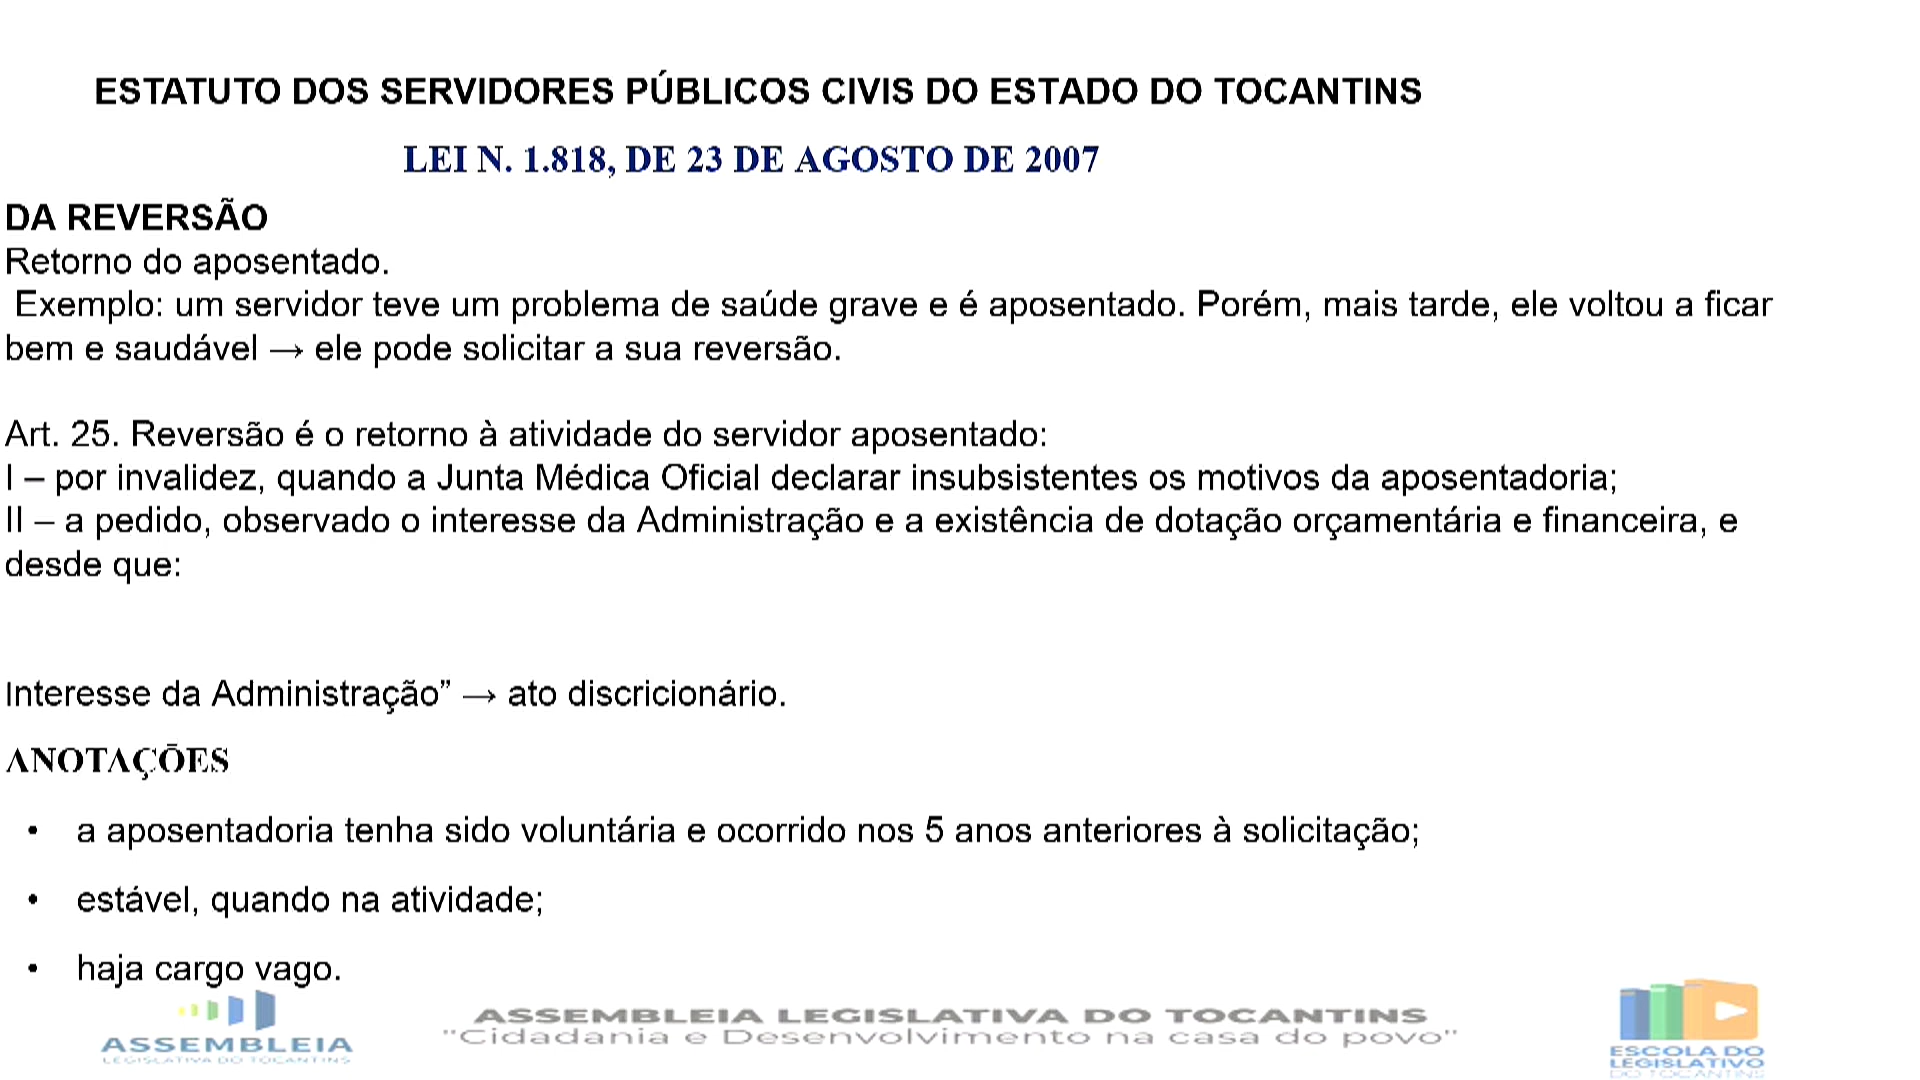 ESTATUTO DOS SERVIDORES PÚBLICOS CIVIS DO ESTADO DO TOCANTINS
LEI N. 1.818, DE 23 DE AGOSTO DE 2007
DA REVERSÃO
Retorno do aposentado.
Exemplo: um servidor teve um problema de saúde grave e é aposentado. Porém, mais tarde, ele voltou a ficar
bem e saudável → ele pode solicitar a sua reversão.
Art. 25. Reversão é o retorno à atividade do servidor aposentado:
I – por invalidez, quando a Junta Médica Oficial declarar insubsistentes os motivos da aposentadoria;
II – a pedido, observado o interesse da Administração e a existência de dotação orçamentária e financeira, e
desde que:
Interesse da Administração” → ato discricionário.
ANOTAÇÕES
• a aposentadoria tenha sido voluntária e ocorrido nos 5 anos anteriores à solicitação;
• estável, quando na atividade;
• haja cargo vago.
ASSEMBLEIA
LEGISLATIVA DO TOCANTINS
ASSEMBLEIA LEGISLATIVA DO TOCANTINS
"Cidadania e Desenvolvimento na casa do povo"
ESCOLA DO
LEGISLATIVO
DO TOCANTINS